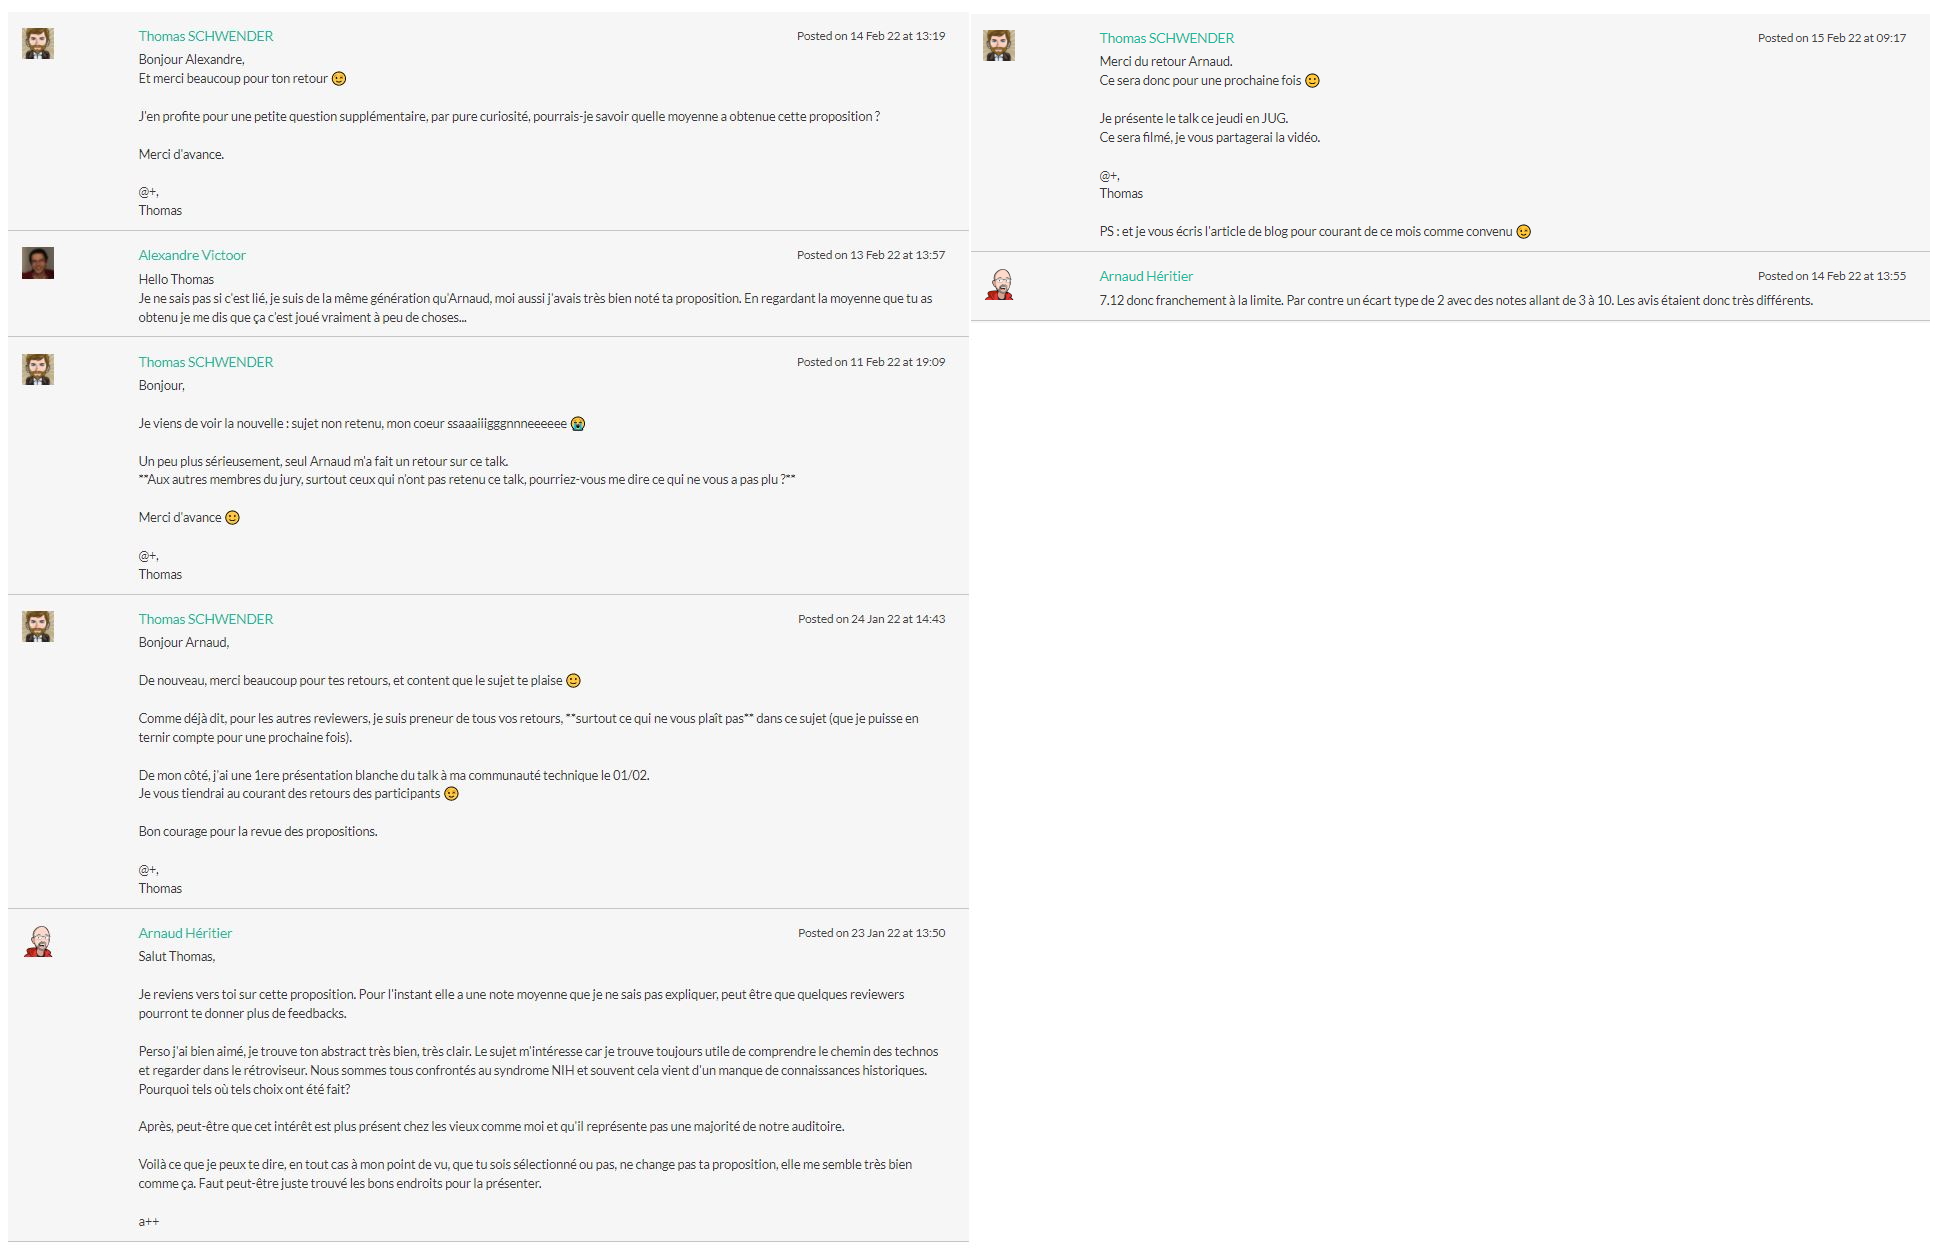 Thomas SCHWENDER
Posted on 14 Feb 22 at 13:19
Bonjour Alexandre,
Et merci beaucoup pour ton retour 😉
J'en profite pour une petite question supplémentaire, par pure curiosité, pourrais-je savoir quelle moyenne a obtenue cette proposition ?
Merci d'avance.
@+,
Thomas
Alexandre Victoor
Posted on 13 Feb 22 at 13:57
Hello Thomas
Je ne sais pas si c'est lié, je suis de la même génération qu'Arnaud, moi aussi j'avais très bien noté ta proposition. En regardant la moyenne que tu as
obtenu je me dis que ça c'est joué vraiment à peu de choses...
Thomas SCHWENDER
Posted on 11 Feb 22 at 19:09
Bonjour,
Je viens de voir la nouvelle : sujet non retenu, mon coeur ssaaaiiigggnnneeeeee 😭
Un peu plus sérieusement, seul Arnaud m'a fait un retour sur ce talk.
**Aux autres membres du jury, surtout ceux qui n'ont pas retenu ce talk, pourriez-vous me dire ce qui ne vous a pas plu ?**
Merci d'avance 🙂
@+,
Thomas
Thomas SCHWENDER
Posted on 24 Jan 22 at 14:43
Bonjour Arnaud,
De nouveau, merci beaucoup pour tes retours, et content que le sujet te plaise 🙂
Comme déjà dit, pour les autres reviewers, je suis preneur de tous vos retours, **surtout ce qui ne vous plaît pas** dans ce sujet (que je puisse en
ternir compte pour une prochaine fois).
De mon côté, j'ai une 1ere présentation blanche du talk à ma communauté technique le 01/02.
Je vous tiendrai au courant des retours des participants 😉
Bon courage pour la revue des propositions.
@+,
Thomas
Arnaud Héritier
Posted on 23 Jan 22 at 13:50
Salut Thomas,
Je reviens vers toi sur cette proposition. Pour l'instant elle a une note moyenne que je ne sais pas expliquer, peut être que quelques reviewers
pourront te donner plus de feedbacks.
Perso j'ai bien aimé, je trouve ton abstract très bien, très clair. Le sujet m'intéresse car je trouve toujours utile de comprendre le chemin des technos
et regarder dans le rétroviseur. Nous sommes tous confrontés au syndrome NIH et souvent cela vient d'un manque de connaissances historiques.
Pourquoi tels où tels choix ont été fait?
Après, peut-être que cet intérêt est plus présent chez les vieux comme moi et qu'il représente pas une majorité de notre auditoire.
Voilà ce que je peux te dire, en tout cas à mon point de vu, que tu sois sélectionné ou pas, ne change pas ta proposition, elle me semble très bien
comme ça. Faut peut-être juste trouvé les bons endroits pour la présenter.
a++
Thomas SCHWENDER
Posted on 15 Feb 22 at 09:17
Merci du retour Arnaud.
Ce sera donc pour une prochaine fois 🙂
Je présente le talk ce jeudi en JUG.
Ce sera filmé, je vous partagerai la vidéo.
@+,
Thomas
PS : et je vous écris l'article de blog pour courant de ce mois comme convenu 😉
Arnaud Héritier
Posted on 14 Feb 22 at 13:55
7.12 donc franchement à la limite. Par contre un écart type de 2 avec des notes allant de 3 à 10. Les avis étaient donc très différents.